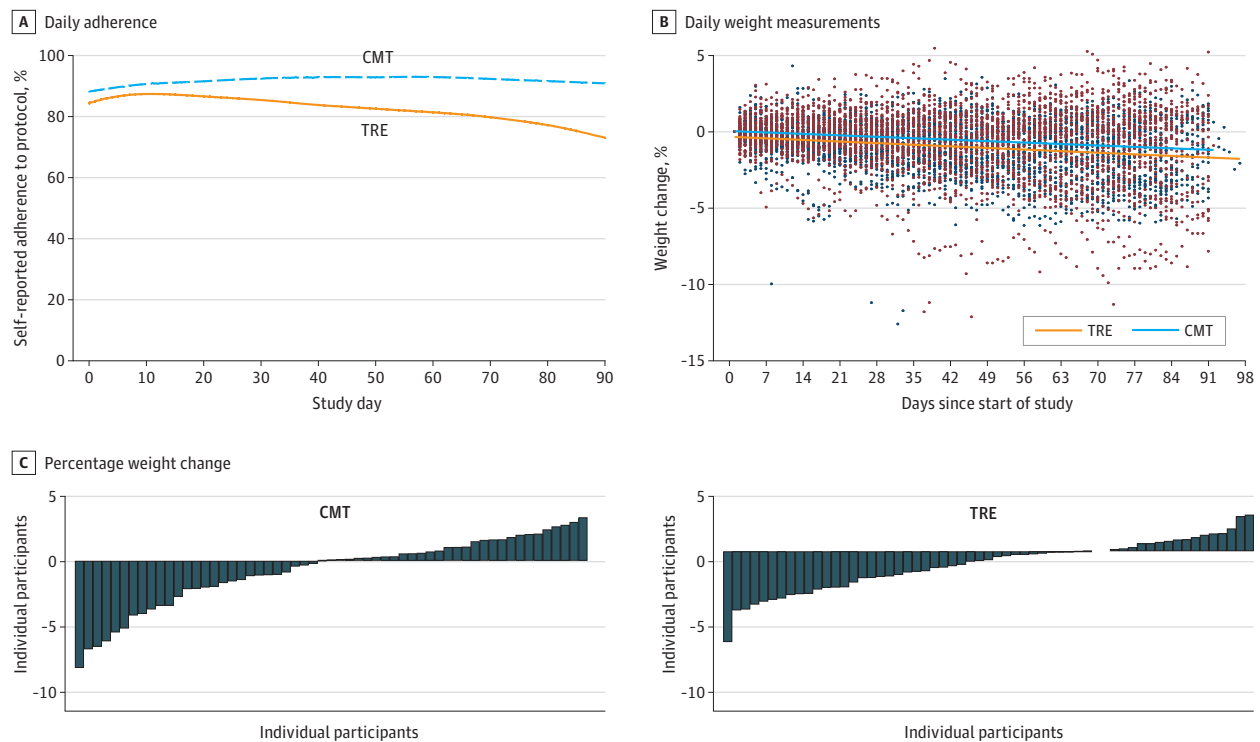 A Daily adherence
100
80
60
40
20
0
Self-reported adherence to protocol, %
CMT
TRE
0 10 20 30 40 50 60 70 80 90
Study day
B Daily weight measurements
5
0
-5
-10
-15
Weight change, %
TRE CMT
0 7 14 21 28 35 42 49 56 63 70 77 84 91 98
Days since start of study
C Percentage weight change
5
0
-5
-10
Individual participants
CMT
Individual participants
5
0
-5
-10
Individual participants
TRE
Individual participants